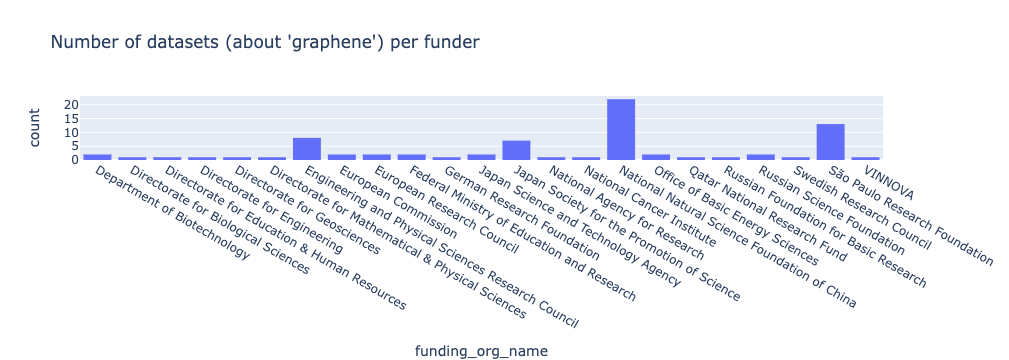 Number of datasets (about 'graphene') per funder
count
20
15
10
5
0
Department of Biotechnology
Directorate for Biological Sciences
Directorate for Education & Human Resources
Directorate for Engineering
Directorate for Geosciences
Directorate for Mathematical & Physical Sciences
Engineering and Physical Sciences Research Council
European Commission
European Research Council
Federal Ministry of Education and Research
German Research Foundation
Japan Science and Technology Agency
Japan Society for the Promotion of Science
National Agency for Research
National Cancer Institute
National Natural Science Foundation of China
Office of Basic Energy Sciences
Qatar National Research Fund
Russian Foundation for Basic Research
Russian Science Foundation
Swedish Research Council
São Paulo Research Foundation
VINNOVA
funding_org_name